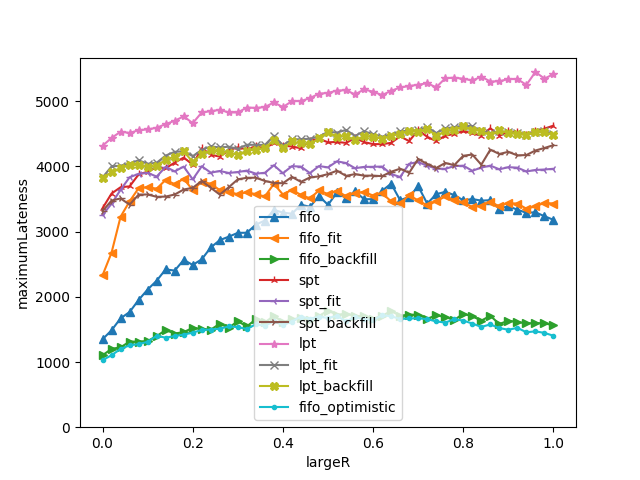 5000
4000
3000
2000
1000
0
maximumLateness
fifo
fifo_fit
fifo_backfill
spt
spt_fit
spt_backfill
lpt
lpt_fit
lpt_backfill
fifo_optimistic
0.0 0.2 0.4 0.6 0.8 1.0
largeR